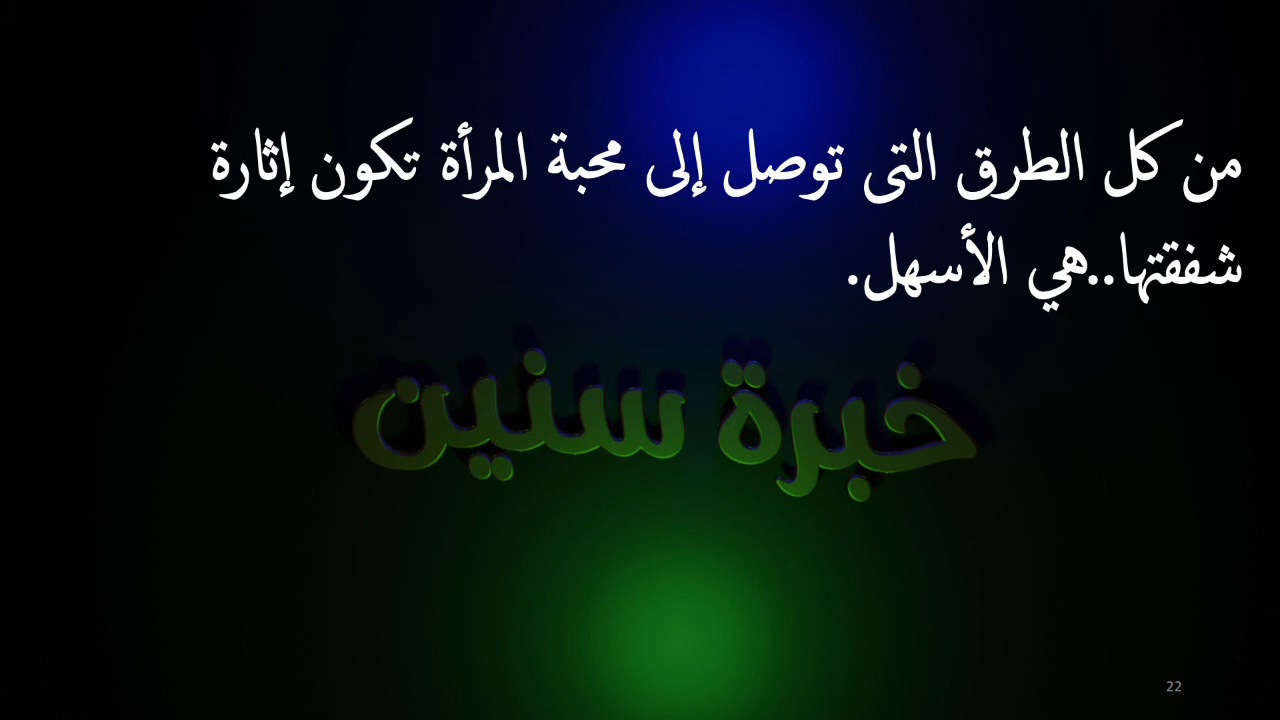 من كل الطرق التى توصل إلى محبة المرأة تكون إثارة
شفقتها..هي الأسهل.
خبرة سنين
22